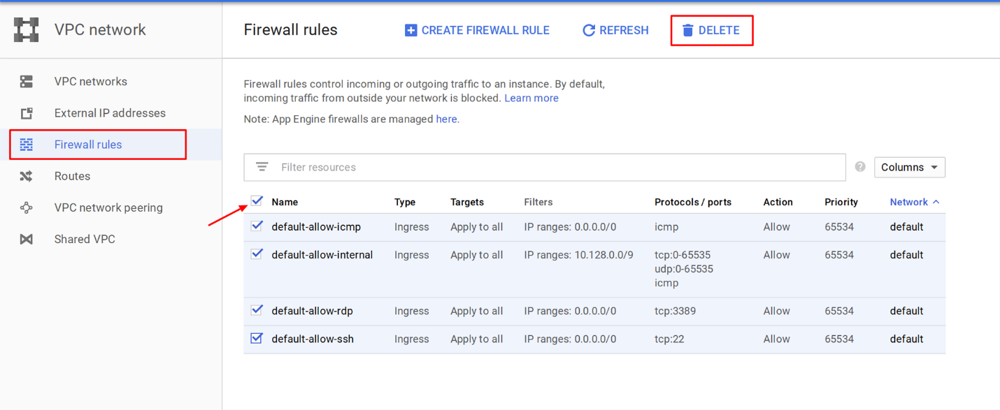 VPC network
Firewall rules
CREATE FIREWALL RULE
REFRESH
DELETE
VPC networks
External IP addresses
Firewall rules
Routes
VPC network peering
Shared VPC
Firewall rules control incoming or outgoing traffic to an instance. By default,
incoming traffic from outside your network is blocked. Learn more
Note: App Engine firewalls are managed here.
Filter resources
?
Columns
Name Type Targets Filters Protocols / ports Action Priority Network
default-allow-icmp Ingress Apply to all IP ranges: 0.0.0.0/0 icmp Allow 65534 default
default-allow-internal Ingress Apply to all IP ranges: 10.128.0.0/9 tcp:0-65535 Allow 65534 default
udp:0-65535
icmp
default-allow-rdp Ingress Apply to all IP ranges: 0.0.0.0/0 tcp:3389 Allow 65534 default
default-allow-ssh Ingress Apply to all IP ranges: 0.0.0.0/0 tcp:22 Allow 65534 default